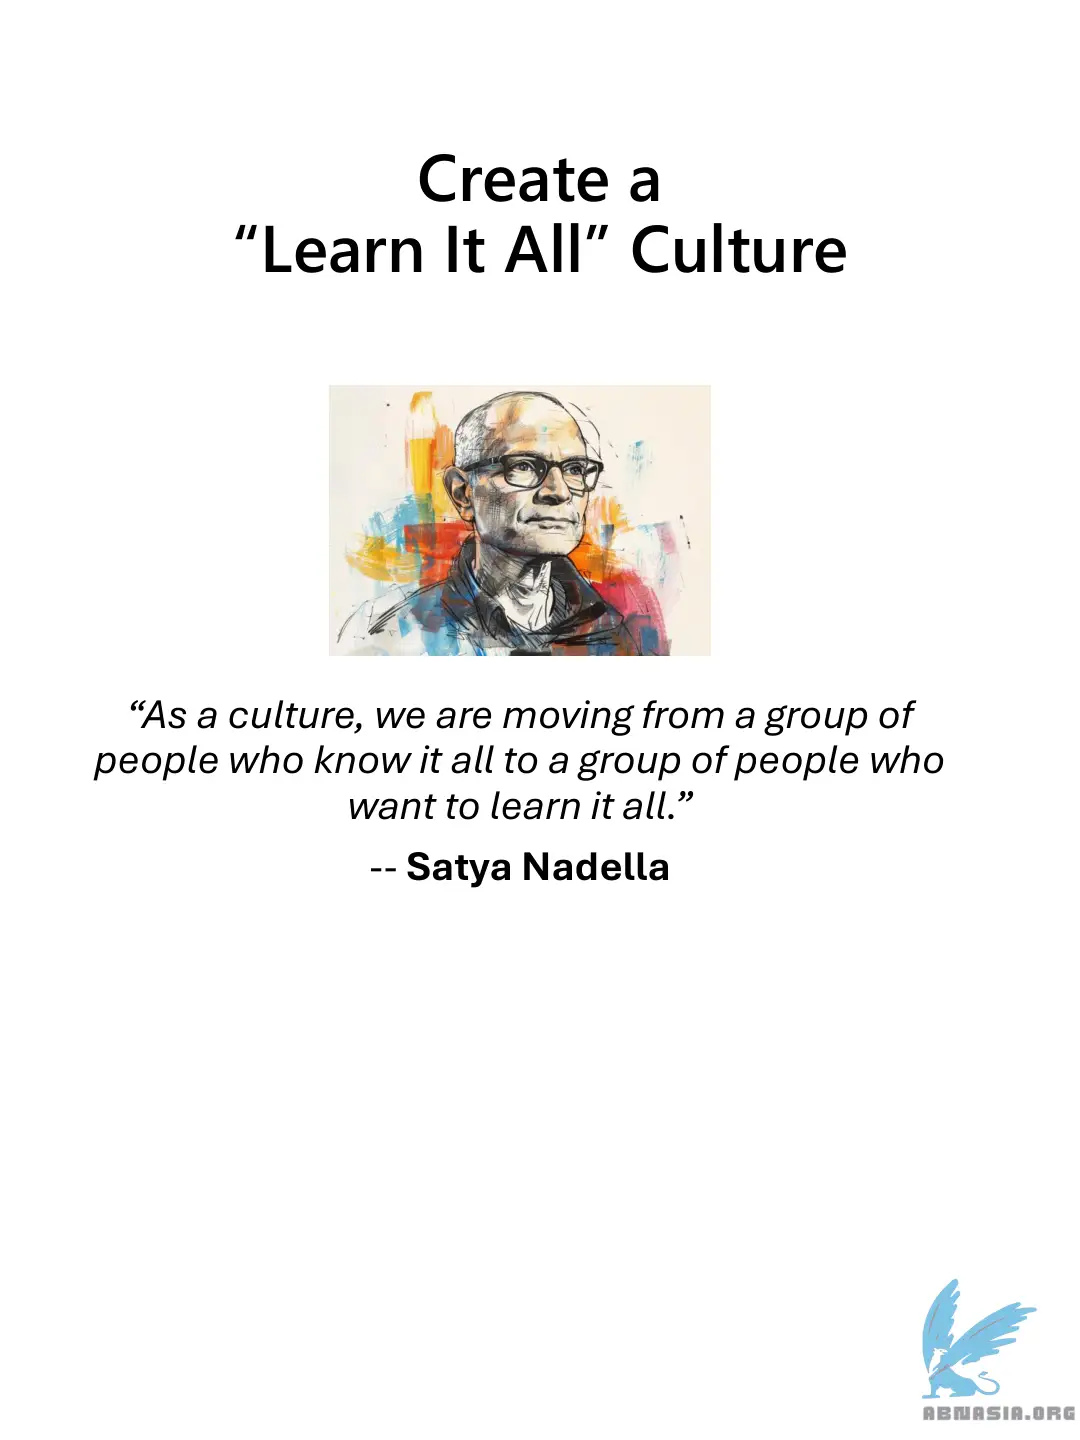 Create a
“Learn It All” Culture
“As a culture, we are moving from a group of
people who know it all to a group of people who
want to learn it all.”
-- Satya Nadella
ABNASIA.ORG